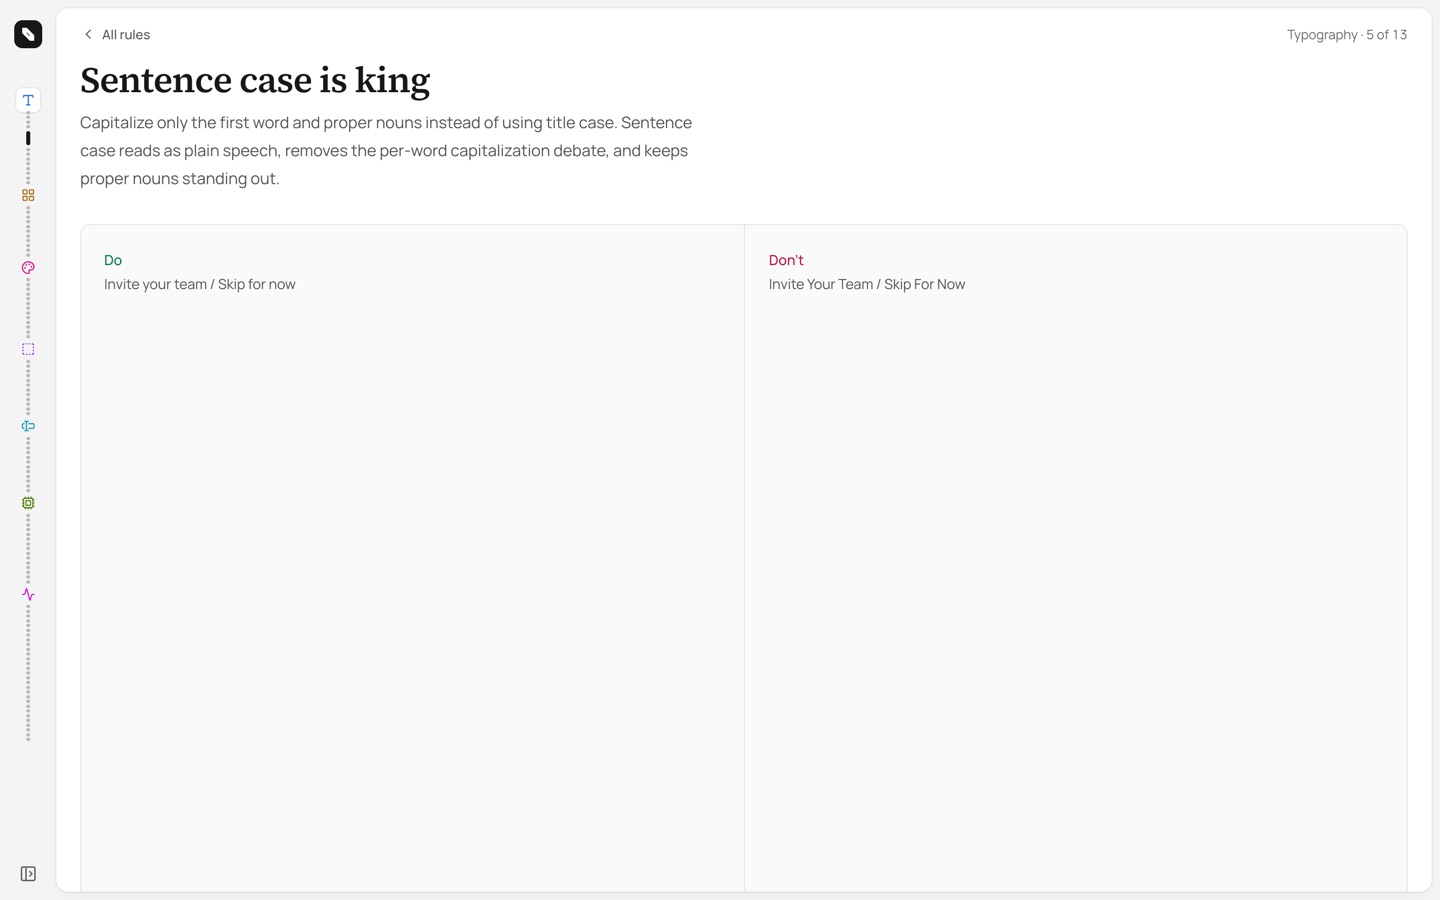 All rules
Typography · 5 of 13
Sentence case is king
Capitalize only the first word and proper nouns instead of using title case. Sentence
case reads as plain speech, removes the per-word capitalization debate, and keeps
proper nouns standing out.
Do
Invite your team / Skip for now
Don't
Invite Your Team / Skip For Now